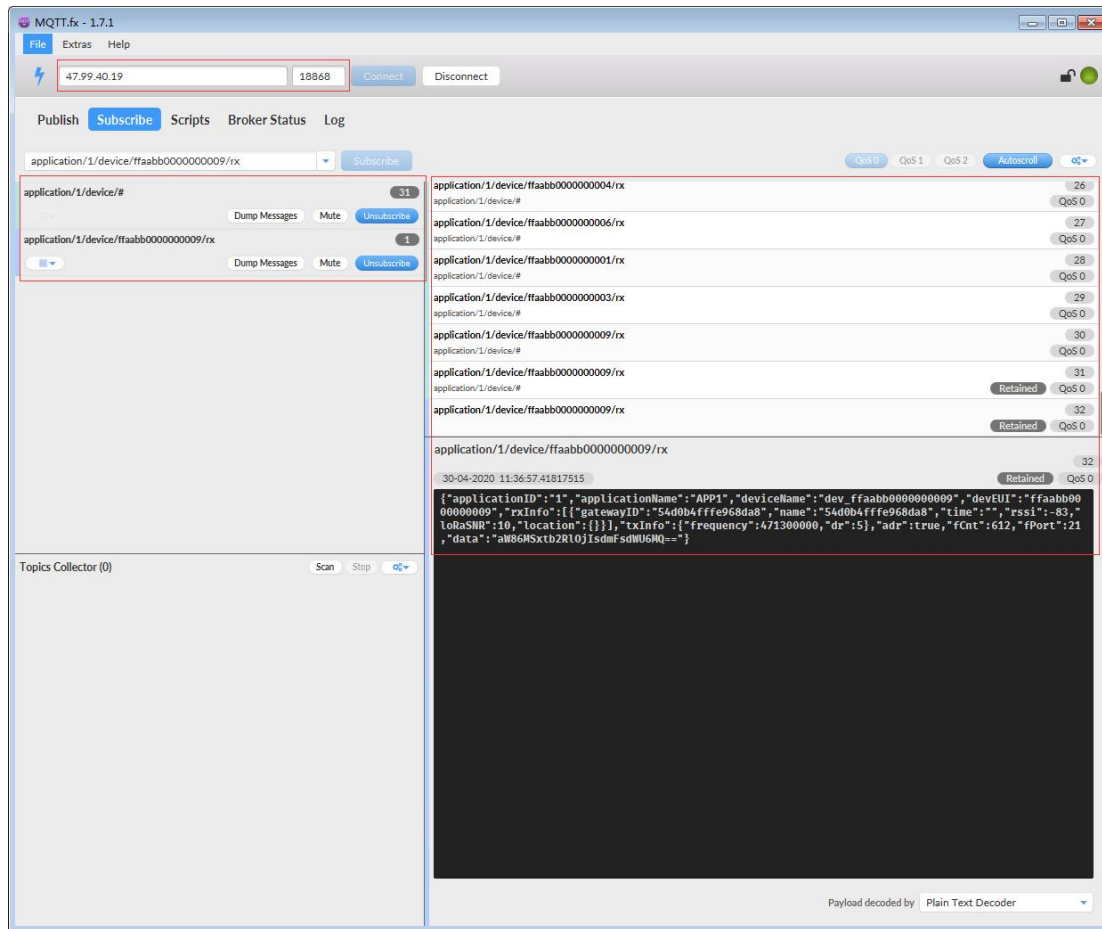 MQTT.fx - 1.7.1
File Extras Help
47.99.40.19 18868 Connect Disconnect
Publish Subscribe Scripts Broker Status Log
application/1/device/ffaabb0000000009/rx Subscribe QoS 0 QoS 1 QoS 2 Autoscroll
application/1/device/# 31
Dump Messages Mute Unsubscribe
application/1/device/ffaabb0000000009/rx 1
Dump Messages Mute Unsubscribe
application/1/device/ffaabb0000000004/rx 26
application/1/device/# QoS 0
application/1/device/ffaabb0000000006/rx 27
application/1/device/# QoS 0
application/1/device/ffaabb0000000001/rx 28
application/1/device/# QoS 0
application/1/device/ffaabb0000000003/rx 29
application/1/device/# QoS 0
application/1/device/ffaabb0000000009/rx 30
application/1/device/# QoS 0
application/1/device/ffaabb0000000009/rx 31
application/1/device/# Retained QoS 0
application/1/device/ffaabb0000000009/rx 32
Retained QoS 0
application/1/device/ffaabb0000000009/rx
32
30-04-2020 11:36:57.41817515 Retained QoS 0
{"applicationID":"1","applicationName":"APP1","deviceName":"dev_ffaabb0000000009","devEUI":"ffaabb00
00000009","rxInfo":[{"gatewayID":"54d0b4fffe968da8","name":"54d0b4fffe968da8","time":"","rssi":-83,"
loRaSNR":10,"location":{}}],"txInfo":{"frequency":471300000,"dr":5},"adr":true,"fCnt":612,"fPort":21
,"data":"aW86MSxtb2RlOjIsdmFsdWU6MQ=="}
Topics Collector (0) Scan Stop
Payload decoded by Plain Text Decoder